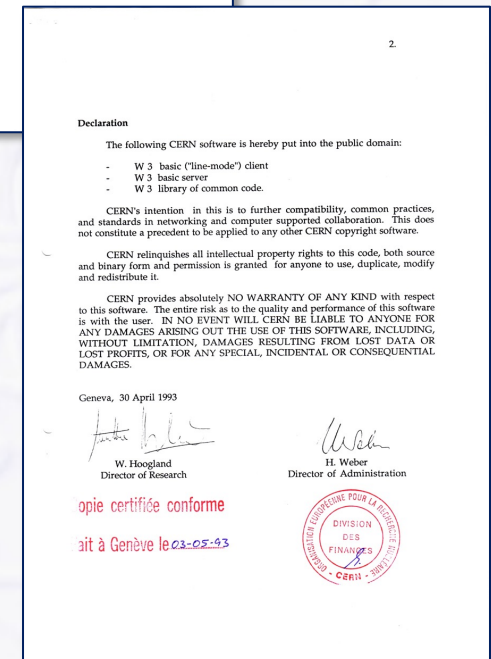 2.
Declaration
The following CERN software is hereby put into the public domain:
- W 3 basic ("line-mode") client
- W 3 basic server
- W 3 library of common code.
CERN's intention in this is to further compatibility, common practices,
and standards in networking and computer supported collaboration. This does
not constitute a precedent to be applied to any other CERN copyright software.
CERN relinquishes all intellectual property rights to this code, both source
and binary form and permission is granted for anyone to use, duplicate, modify
and redistribute it.
CERN provides absolutely NO WARRANTY OF ANY KIND with respect
to this software. The entire risk as to the quality and performance of this software
is with the user. IN NO EVENT WILL CERN BE LIABLE TO ANYONE FOR
ANY DAMAGES ARISING OUT THE USE OF THIS SOFTWARE, INCLUDING,
WITHOUT LIMITATION, DAMAGES RESULTING FROM LOST DATA OR
LOST PROFITS, OR FOR ANY SPECIAL, INCIDENTAL OR CONSEQUENTIAL
DAMAGES.
Geneva, 30 April 1993
W. Hoogland
Director of Research
H. Weber
Director of Administration
opie certifiée conforme
ait à Genève le 03-05-93
ORGANISATION EUROPÉENNE POUR LA RECHERCHE NUCLÉAIRE
DIVISION
DES
FINANCES
- CERN -